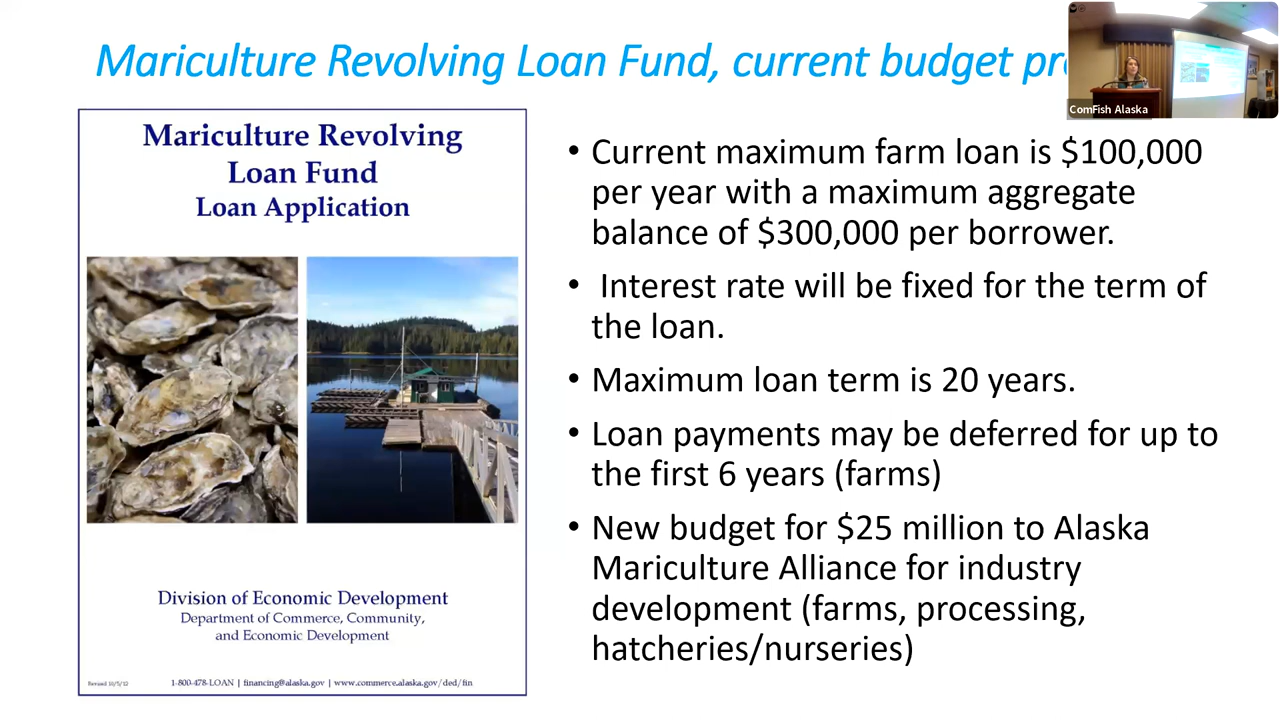 Mariculture Revolving Loan Fund, current budget
ComFish Alaska
Mariculture Revolving
Loan Fund
Loan Application
Division of Economic Development
Department of Commerce, Community,
and Economic Development
Revised 10/5/12
1-800-478-LOAN | financing@alaska.gov | www.commerce.alaska.gov/ded/fin
• Current maximum farm loan is $100,000
per year with a maximum aggregate
balance of $300,000 per borrower.
• Interest rate will be fixed for the term of
the loan.
• Maximum loan term is 20 years.
• Loan payments may be deferred for up to
the first 6 years (farms)
• New budget for $25 million to Alaska
Mariculture Alliance for industry
development (farms, processing,
hatcheries/nurseries)